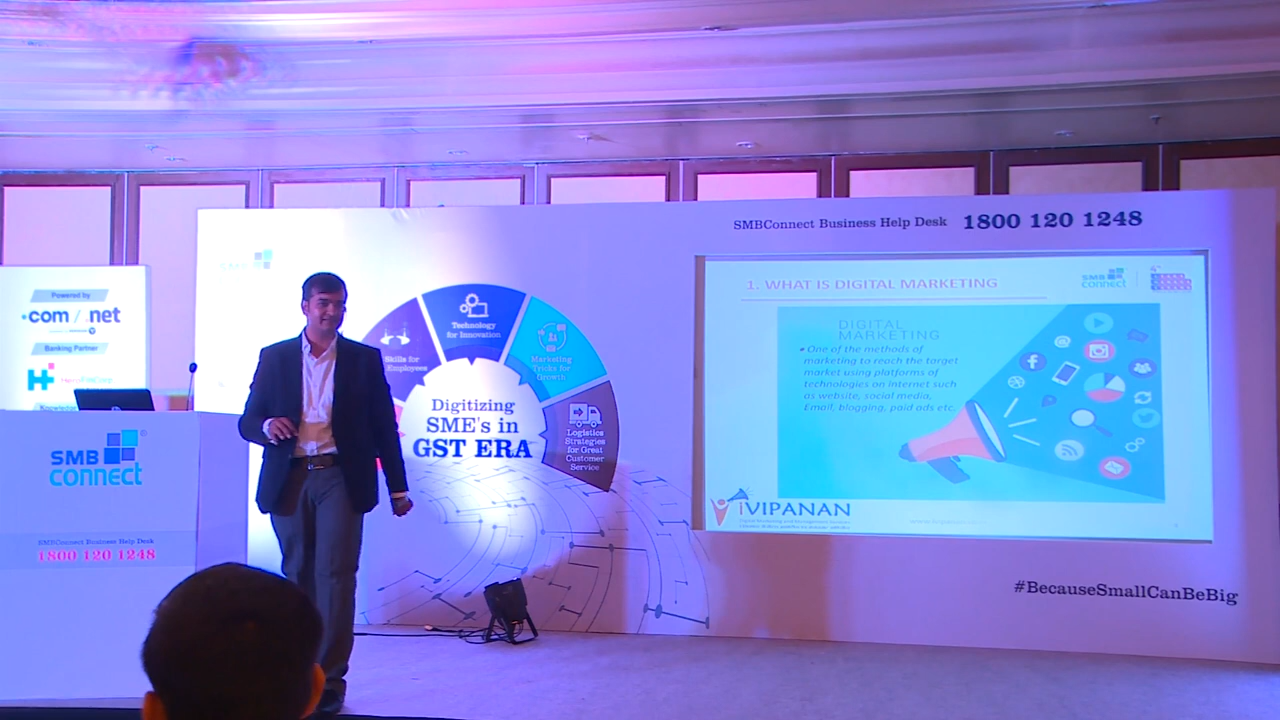 Powered by
.com / .net
Banking Partner
HeroFinCorp
Knowledge
SMB
connect
SMBConnect Business Help Desk
1800 120 1248
Skills for
Employees
Technology
for Innovation
Marketing
Tricks for
Growth
Logistics
Strategies
for Great
Customer
Service
Digitizing
SME's in
GST ERA
SMBConnect Business Help Desk 1800 120 1248
1. WHAT IS DIGITAL MARKETING
SMB
connect
DIGITAL
MARKETING
• One of the methods of
marketing to reach the target
market using platforms of
technologies on internet such
as website, social media,
Email, blogging, paid ads etc.
iVIPANAN
#BecauseSmallCanBeBig